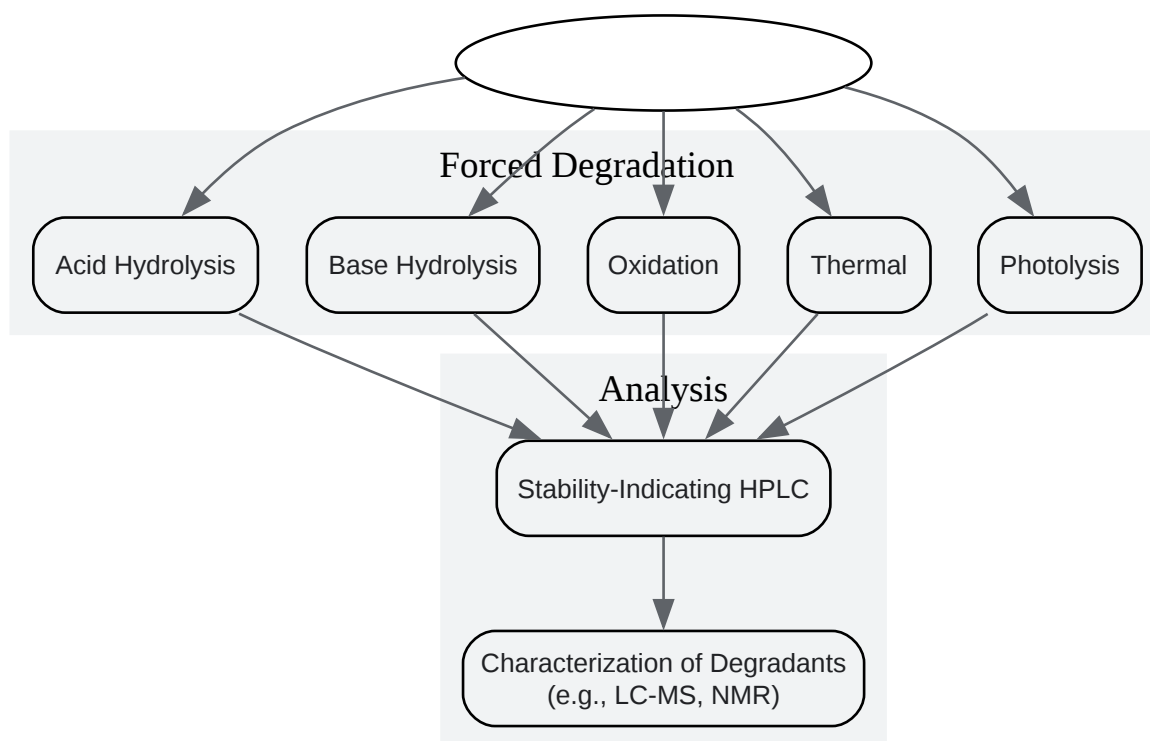 Forced Degradation
Acid Hydrolysis
Base Hydrolysis
Oxidation
Thermal
Photolysis
Analysis
Stability-Indicating HPLC
Characterization of Degradants
(e.g., LC-MS, NMR)